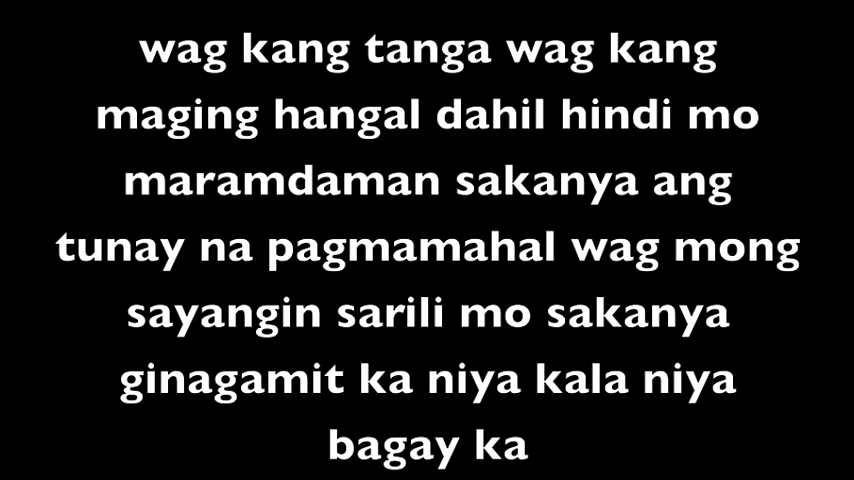 wag kang tanga wag kang
maging hangal dahil hindi mo
maramdaman sakanya ang
tunay na pagmamahal wag mong
sayangin sarili mo sakanya
ginagamit ka niya kala niya
bagay ka